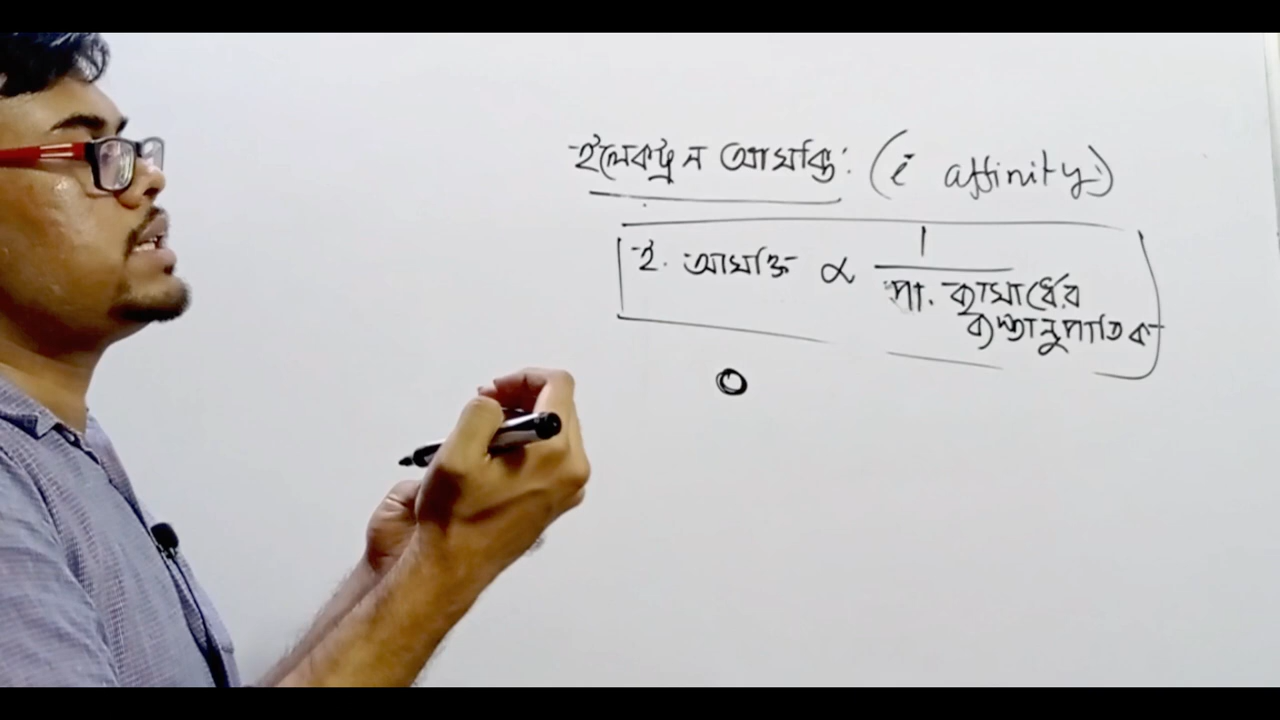 ইলেকট্রন আসক্তি: (e affinity)
ই. আসক্তি ∝ 1
পা. ব্যাসার্ধের
ব্যস্তানুপাতিক